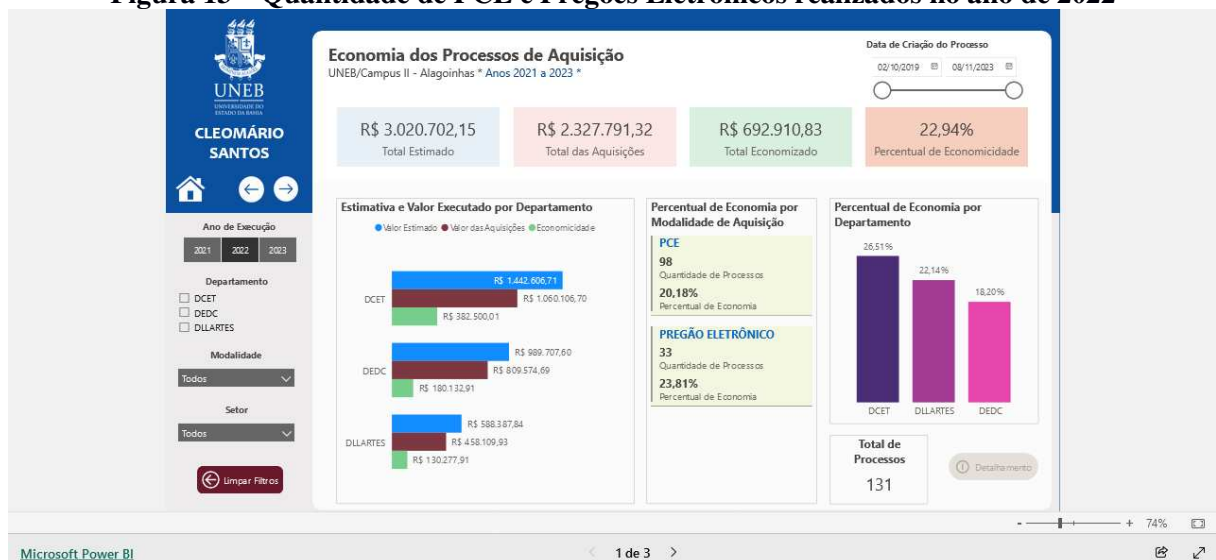 Figura 15 – Quantidade de PCE e Pregões Eletrônicos realizados no ano de 2022
UNEB
UNIVERSIDADE DO
ESTADO DA BAHIA
CLEOMÁRIO
SANTOS
Ano de Execução
2021 2022 2023
Departamento
DCET
DEDC
DLLARTES
Modalidade
Todos
Setor
Todos
Limpar Filtros
Economia dos Processos de Aquisição
UNEB/Campus II - Alagoinhas * Anos 2021 a 2023 *
Data de Criação do Processo
02/10/2019 08/11/2023
R$ 3.020.702,15
Total Estimado
R$ 2.327.791,32
Total das Aquisições
R$ 692.910,83
Total Economizado
22,94%
Percentual de Economicidade
Estimativa e Valor Executado por Departamento
Valor Estimado Valor das Aquisições Economicidade
DCET
R$ 1.442.606,71
R$ 1.060.106,70
R$ 382.500,01
DEDC
R$ 989.707,60
R$ 809.574,69
R$ 180.132,91
DLLARTES
R$ 588.387,84
R$ 458.109,93
R$ 130.277,91
Percentual de Economia por
Modalidade de Aquisição
PCE
98
Quantidade de Processos
20,18%
Percentual de Economia
PREGÃO ELETRÔNICO
33
Quantidade de Processos
23,81%
Percentual de Economia
Percentual de Economia por
Departamento
26,51%
22,14%
18,20%
DCET DLLARTES DEDC
Total de
Processos
131
Detalhamento
- + 74%
Microsoft Power BI
1 de 3